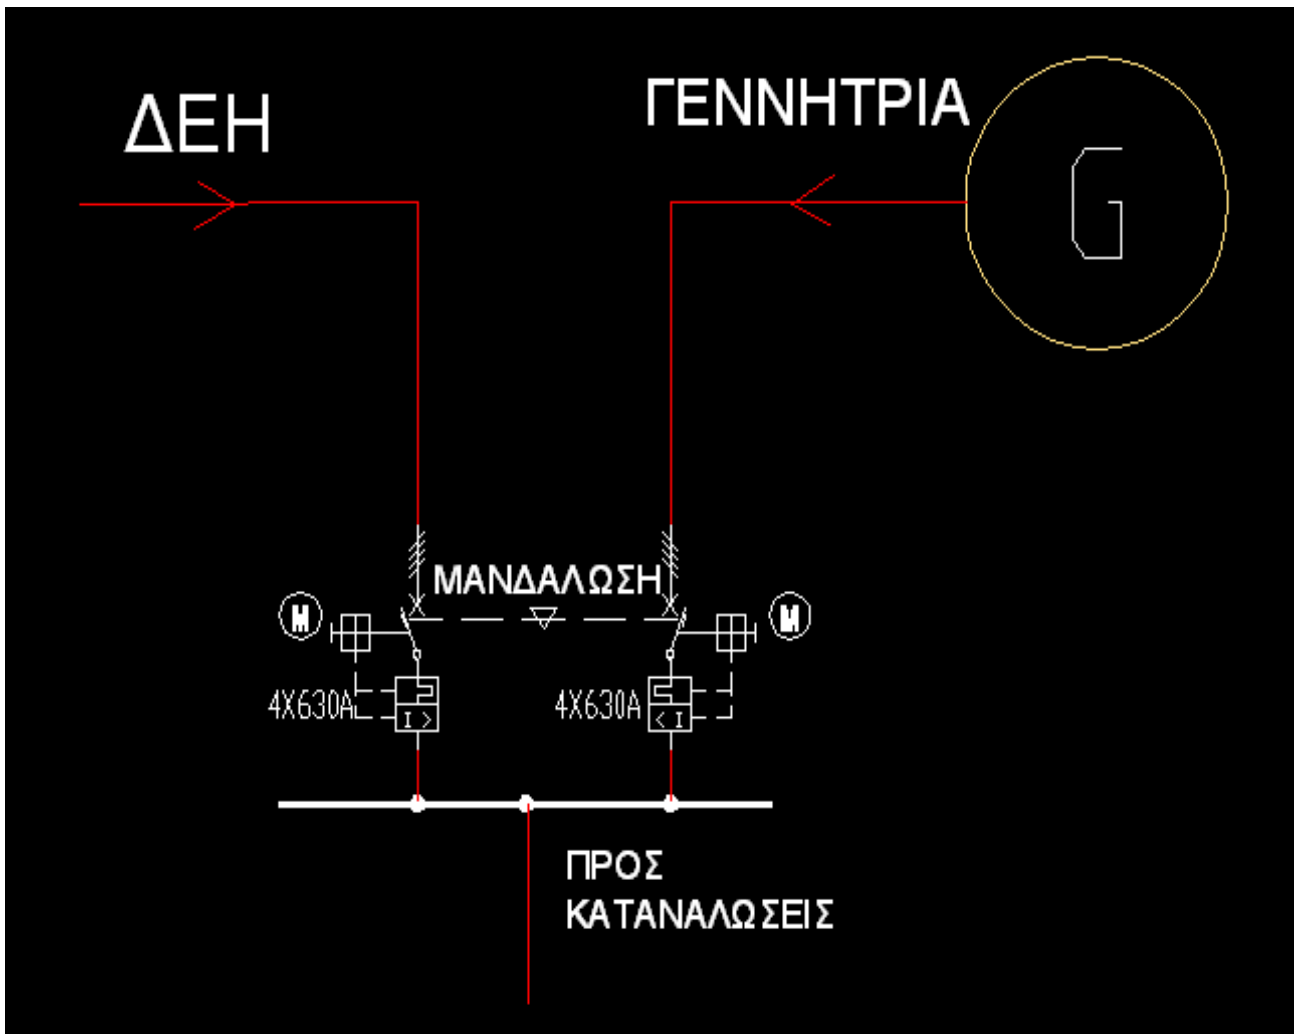 ΔΕΗ
ΓΕΝΝΗΤΡΙΑ
G
ΜΑΝΔΑΛΩΣΗ
M
M
4X630A
I >
4X630A
< I
ΠΡΟΣ
ΚΑΤΑΝΑΛΩΣΕΙΣ